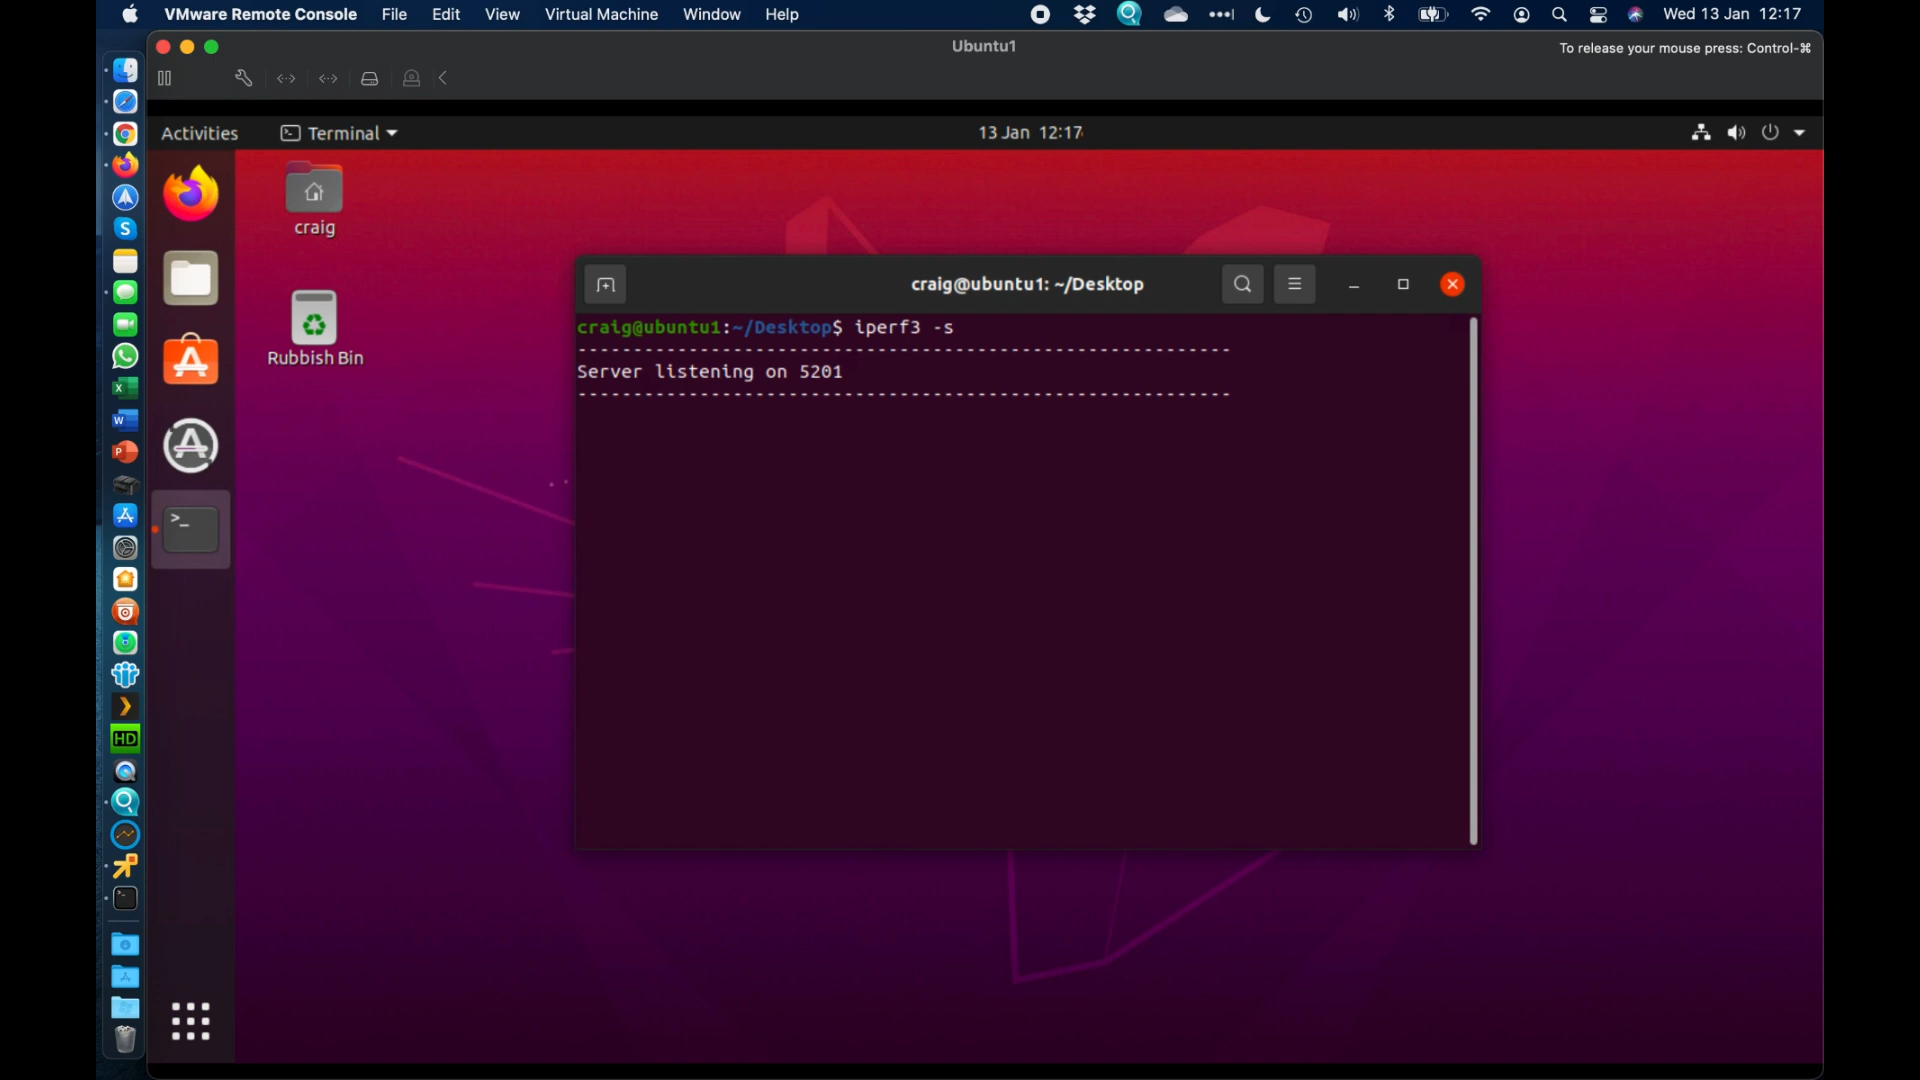 VMware Remote Console File Edit View Virtual Machine Window Help Wed 13 Jan 12:17
Ubuntu1
To release your mouse press: Control-⌘
Activities Terminal 13 Jan 12:17
craig
Rubbish Bin
craig@ubuntu1: ~/Desktop
craig@ubuntu1:~/Desktop$ iperf3 -s
-----------------------------------------------------------
Server listening on 5201
-----------------------------------------------------------
S
X
W
P
HD